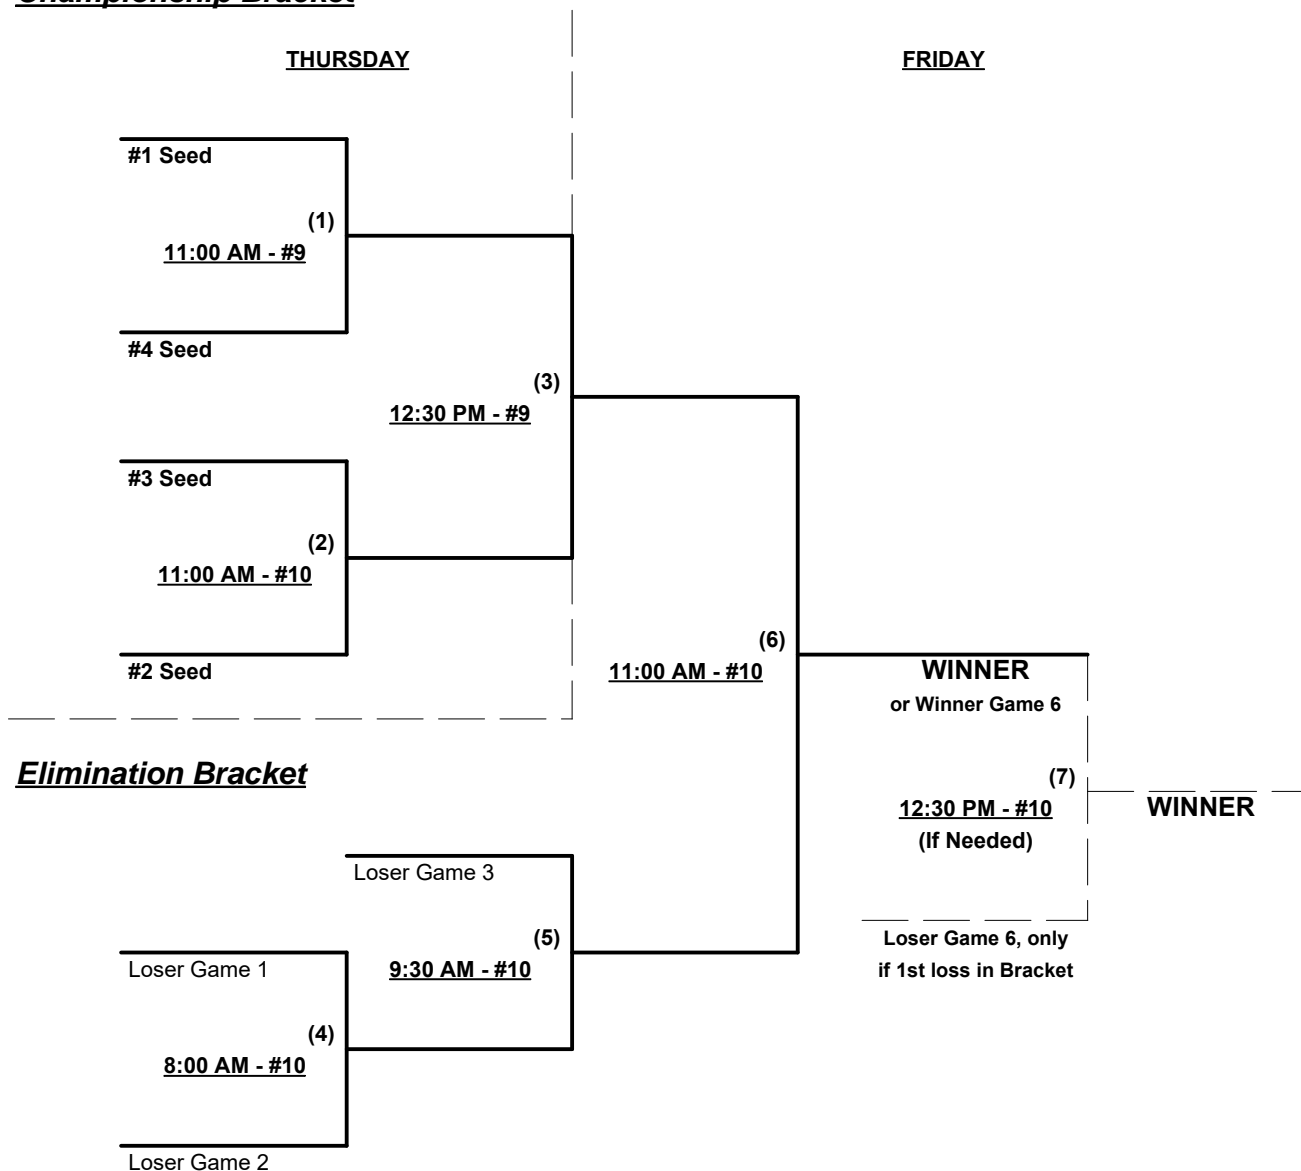 Championship Bracket
THURSDAY
FRIDAY
#1 Seed
(1)
11:00 AM - #9
#4 Seed
(3)
12:30 PM - #9
#3 Seed
(2)
11:00 AM - #10
#2 Seed
(6)
11:00 AM - #10
WINNER
or Winner Game 6
Elimination Bracket
(7)
12:30 PM - #10
(If Needed)
WINNER
Loser Game 3
(5)
9:30 AM - #10
Loser Game 6, only
if 1st loss in Bracket
Loser Game 1
(4)
8:00 AM - #10
Loser Game 2